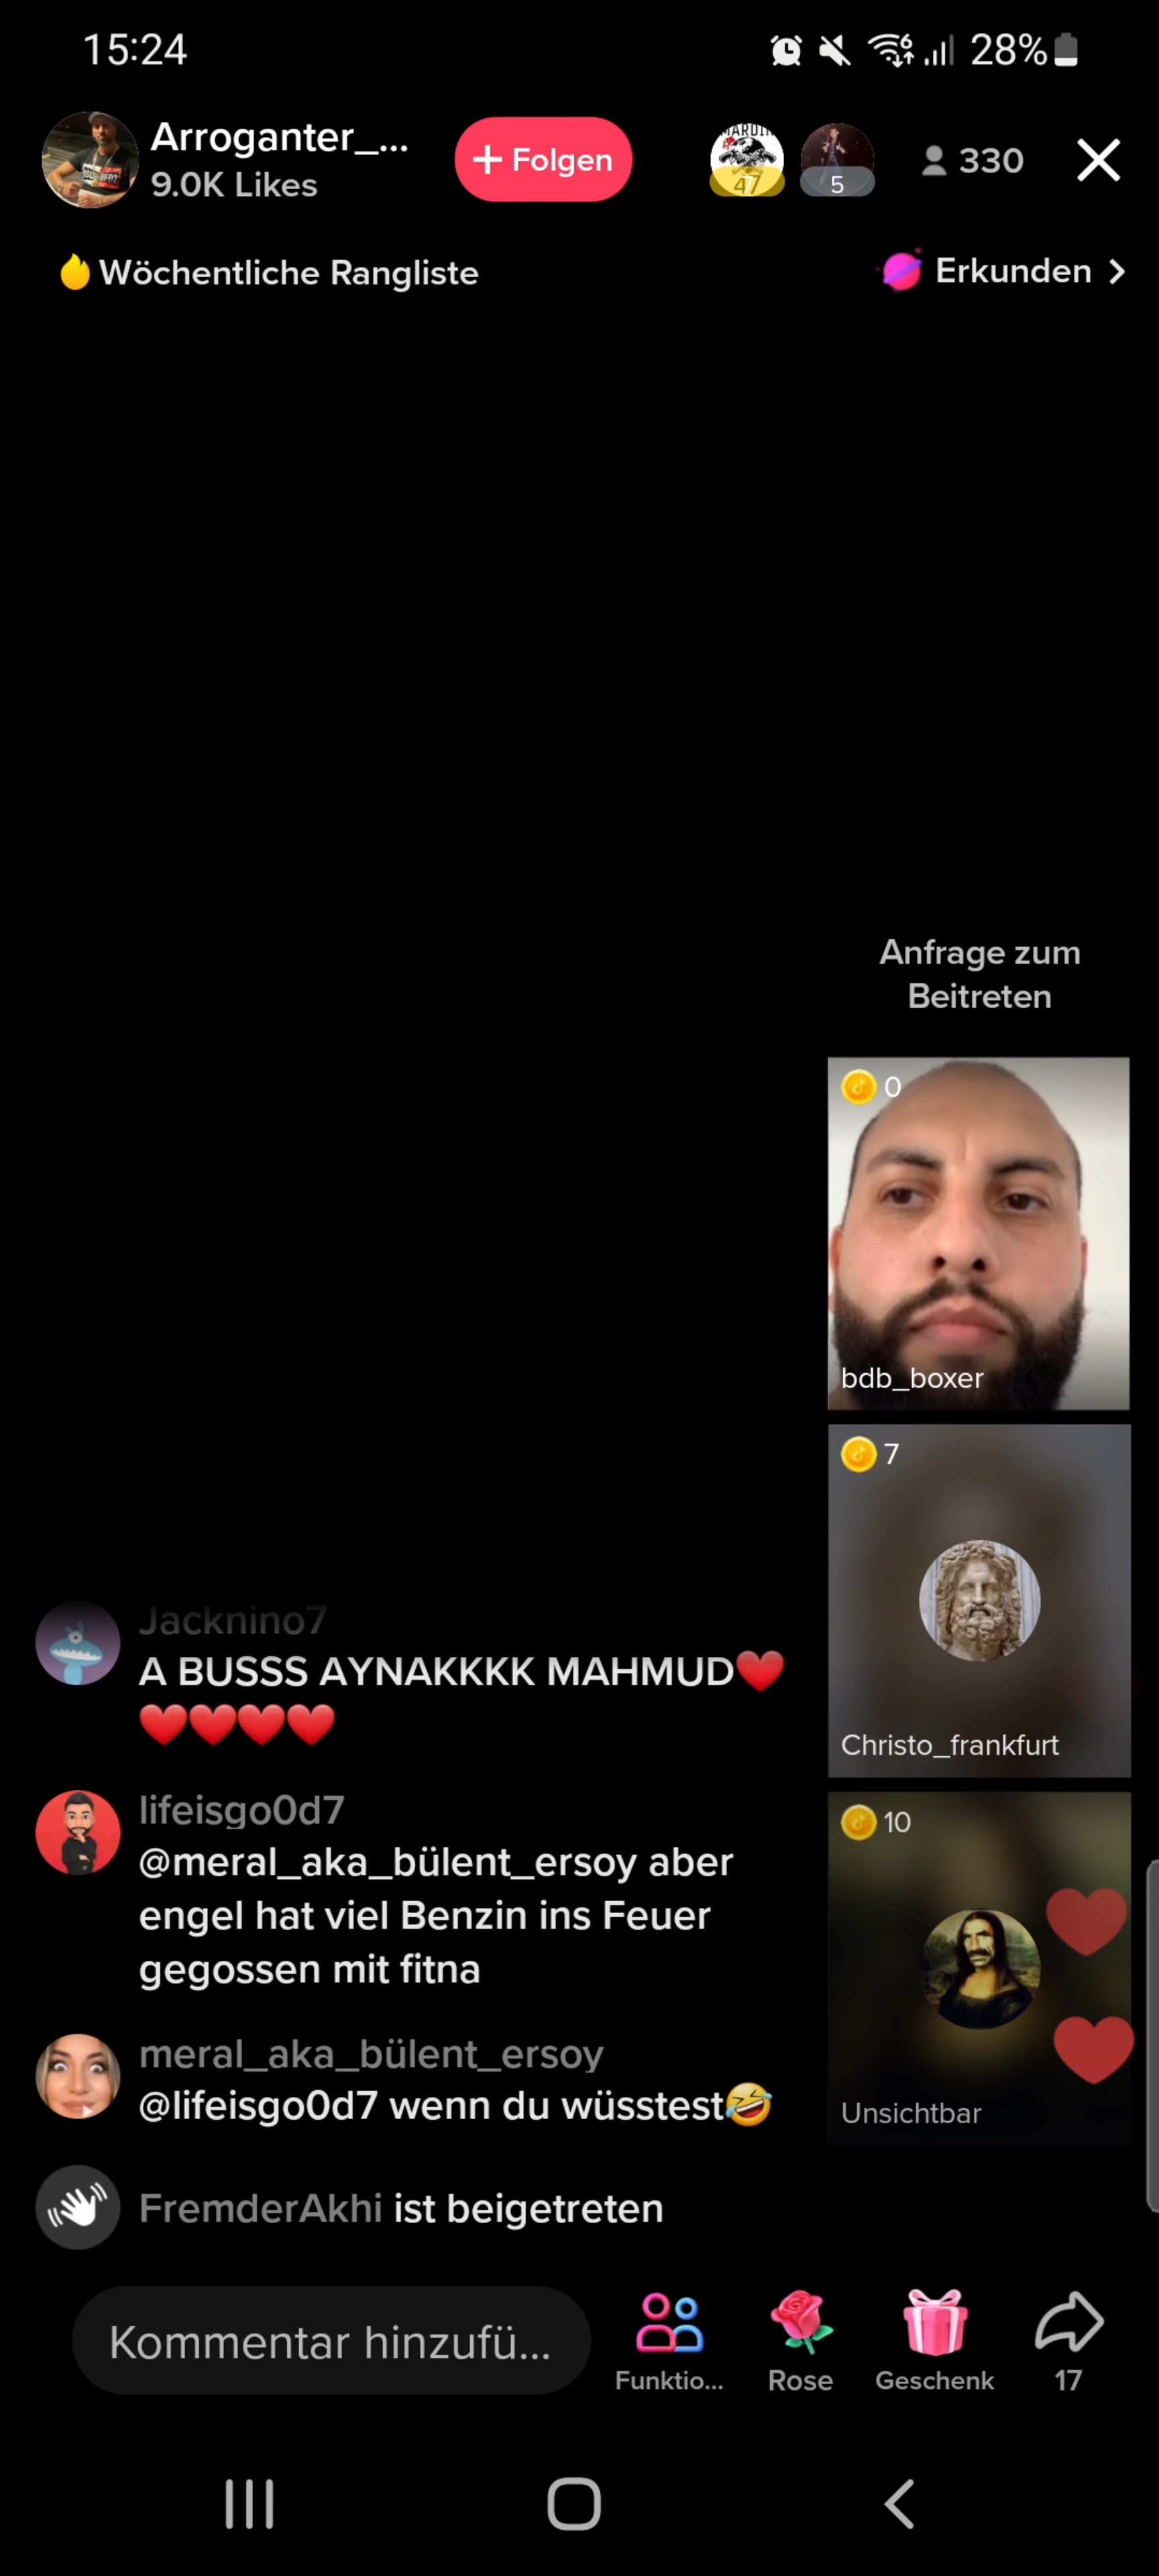 15:24
28%
Arroganter_...
9.0K Likes
+ Folgen
MARDIN
47
5
330
Wöchentliche Rangliste
Erkunden >
Anfrage zum
Beitreten
0
bdb_boxer
7
Christo_frankfurt
10
Unsichtbar
Jacknino7
A BUSSS AYNAKKKK MAHMUD❤️
❤️❤️❤️❤️
lifeisgo0d7
@meral_aka_bülent_ersoy aber
engel hat viel Benzin ins Feuer
gegossen mit fitna
meral_aka_bülent_ersoy
@lifeisgo0d7 wenn du wüsstest🤣
FremderAkhi ist beigetreten
Kommentar hinzufü...
Funktio...
Rose
Geschenk
17